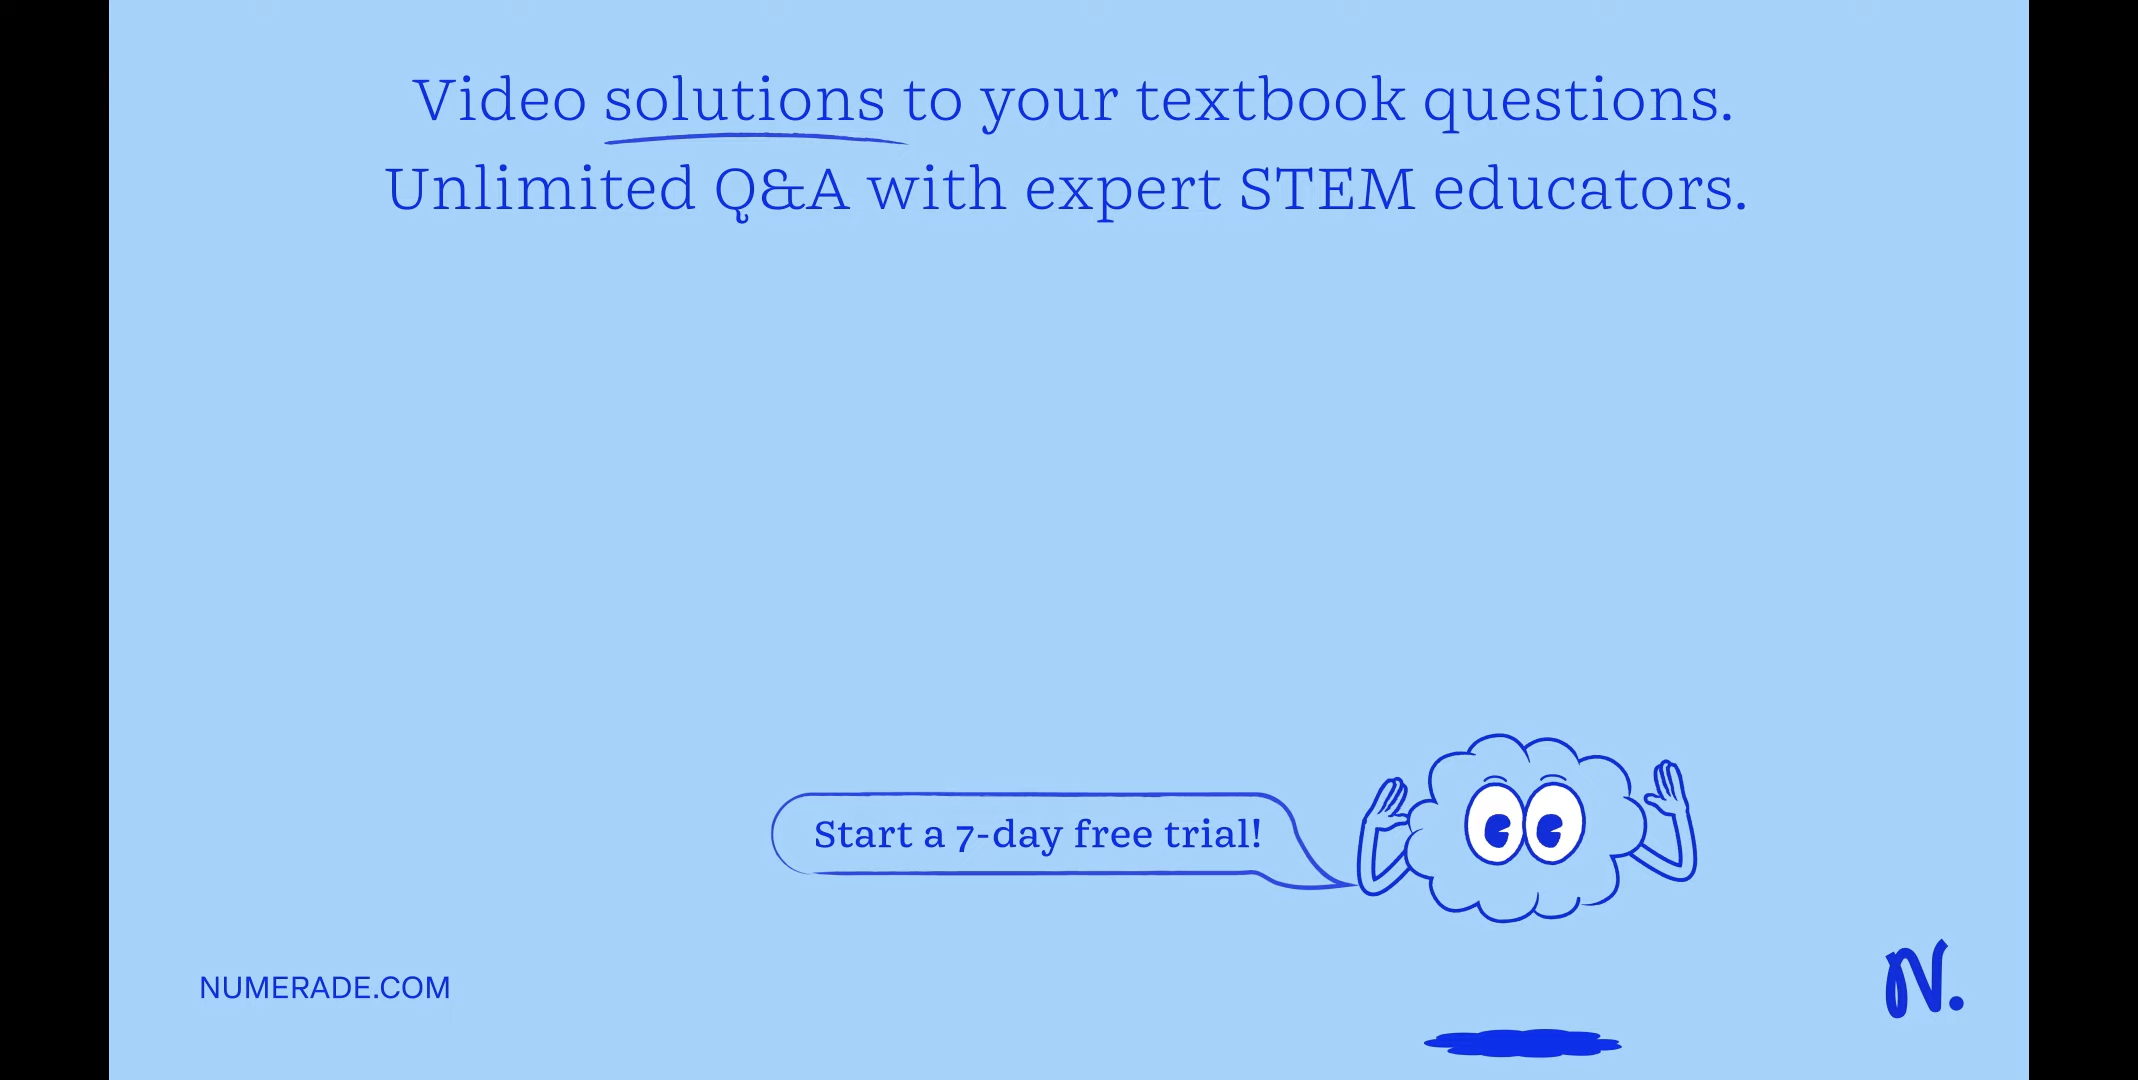 Video solutions to your textbook questions.
Unlimited Q&A with expert STEM educators.
Start a 7-day free trial!
NUMERADE.COM
N.